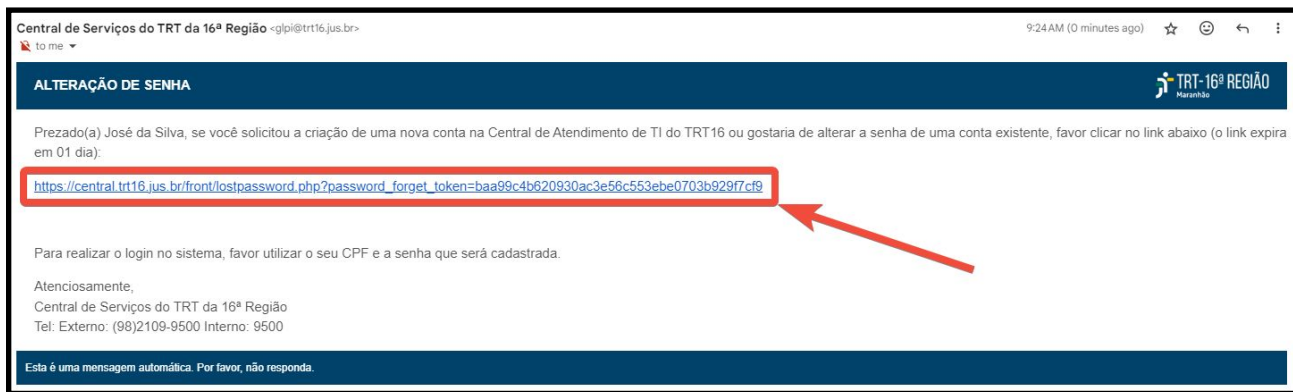 Central de Serviços do TRT da 16ª Região <glpi@trt16.jus.br>
9:24 AM (0 minutes ago)
to me
ALTERAÇÃO DE SENHA
TRT-16ª REGIÃO
Maranhão
Prezado(a) José da Silva, se você solicitou a criação de uma nova conta na Central de Atendimento de TI do TRT16 ou gostaria de alterar a senha de uma conta existente, favor clicar no link abaixo (o link expira
em 01 dia):
https://central.trt16.jus.br/front/lostpassword.php?password_forget_token=baa99c4b620930ac3e56c553ebe0703b929f7cf9
Para realizar o login no sistema, favor utilizar o seu CPF e a senha que será cadastrada.
Atenciosamente,
Central de Serviços do TRT da 16ª Região
Tel: Externo: (98)2109-9500 Interno: 9500
Esta é uma mensagem automática. Por favor, não responda.